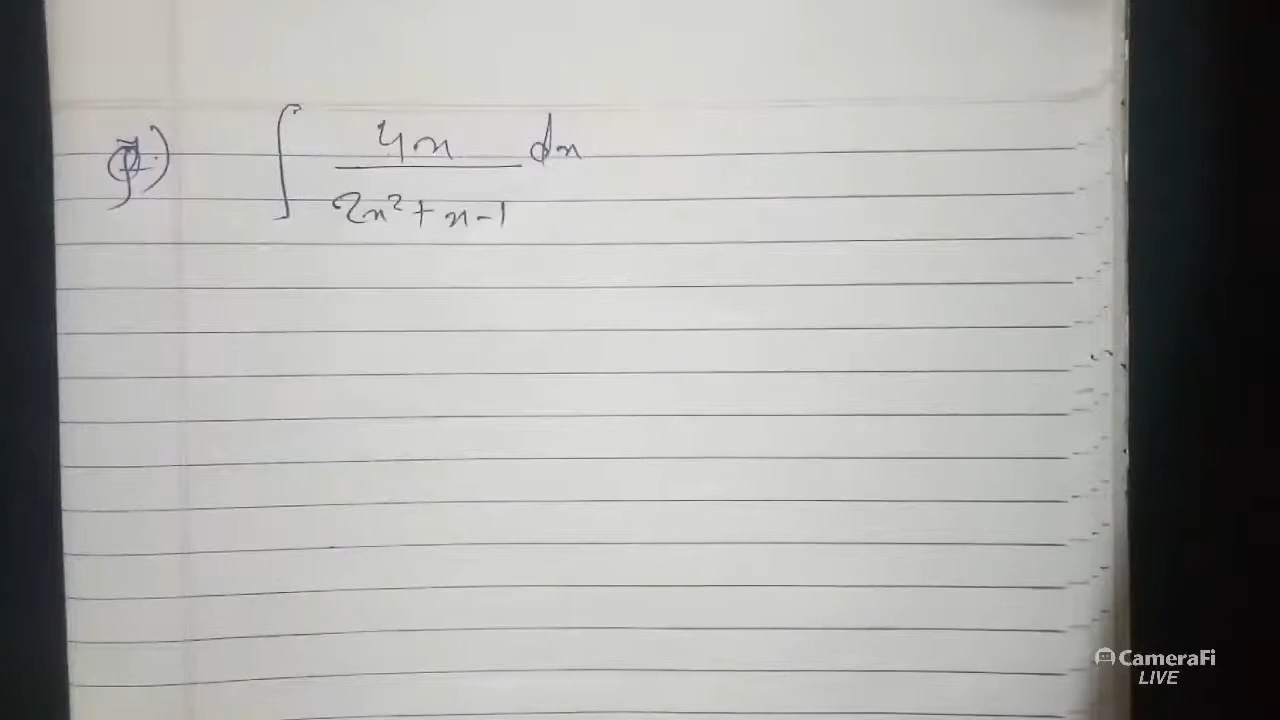 ∫ 4x / 2x² + x - 1 dx
CameraFi
LIVE